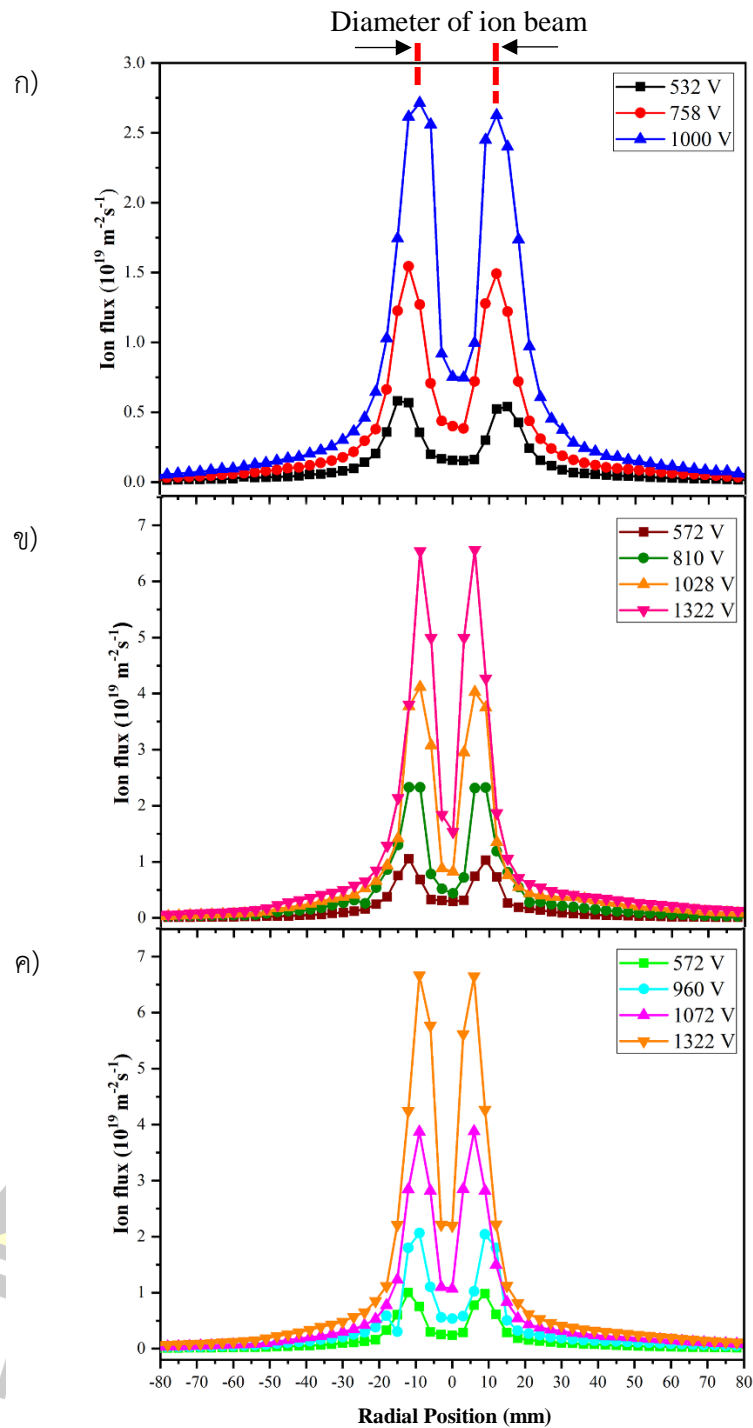 Diameter of ion beam
ก)
3.0
2.5
2.0
1.5
1.0
0.5
0.0
Ion flux (10¹⁹ m⁻²s⁻¹)
532 V
758 V
1000 V
ข)
7
6
5
4
3
2
1
0
Ion flux (10¹⁹ m⁻²s⁻¹)
572 V
810 V
1028 V
1322 V
ค)
7
6
5
4
3
2
1
0
Ion flux (10¹⁹ m⁻²s⁻¹)
572 V
960 V
1072 V
1322 V
-80 -70 -60 -50 -40 -30 -20 -10 0 10 20 30 40 50 60 70 80
Radial Position (mm)